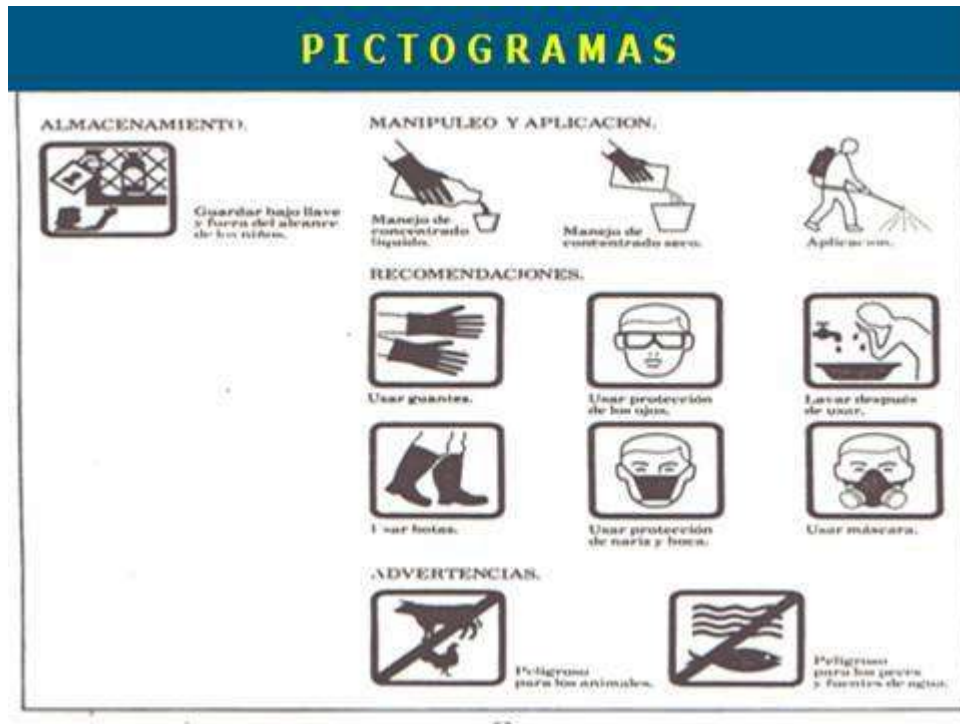 PICTOGRAMAS
ALMACENAMIENTO.
Guardar bajo llave
y fuera del alcance
de los niños.
MANIPULEO Y APLICACION.
Manejo de
concentrado
líquido.
Manejo de
contentrado seco.
Aplicacion.
RECOMENDACIONES.
Usar guantes.
Usar protección
de los ojos.
Lavar después
de usar.
Usar botas.
Usar protección
de nariz y boca.
Usar máscara.
ADVERTENCIAS.
Peligroso
para los animales.
Peligroso
para los peces
y fuentes de agua.